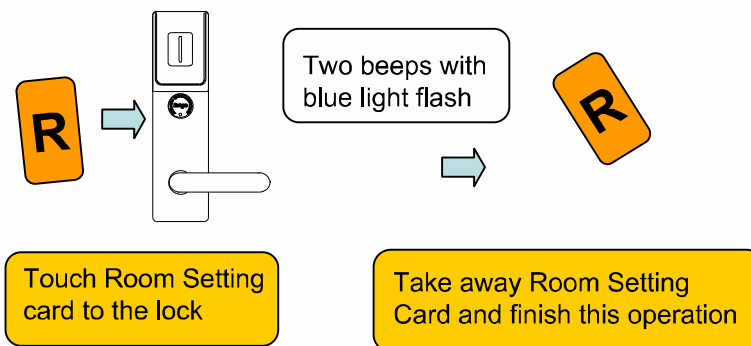 R
Two beeps with
blue light flash
R
Touch Room Setting
card to the lock
Take away Room Setting
Card and finish this operation